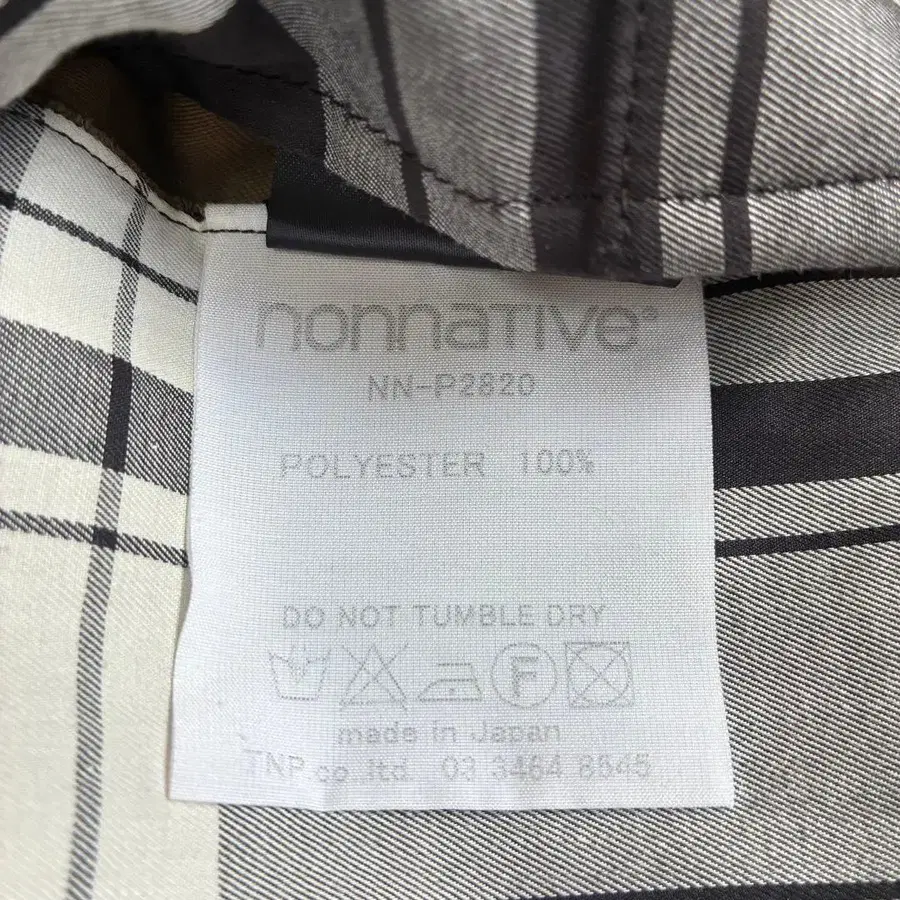 nonnative®
NN-P2820
POLYESTER 100%
DO NOT TUMBLE DRY
F
made in Japan
TNP.co.,ltd. 03 3464 8545